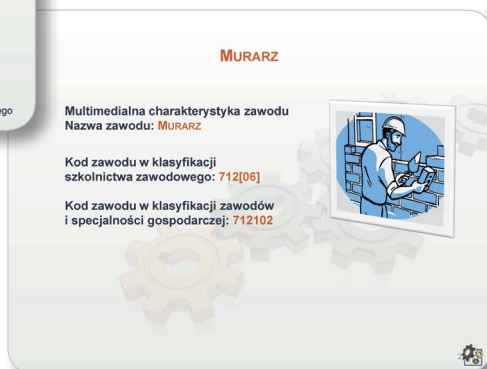 ego
MURARZ
Multimedialna charakterystyka zawodu
Nazwa zawodu: MURARZ
Kod zawodu w klasyfikacji
szkolnictwa zawodowego: 712[06]
Kod zawodu w klasyfikacji zawodów
i specjalności gospodarczej: 712102